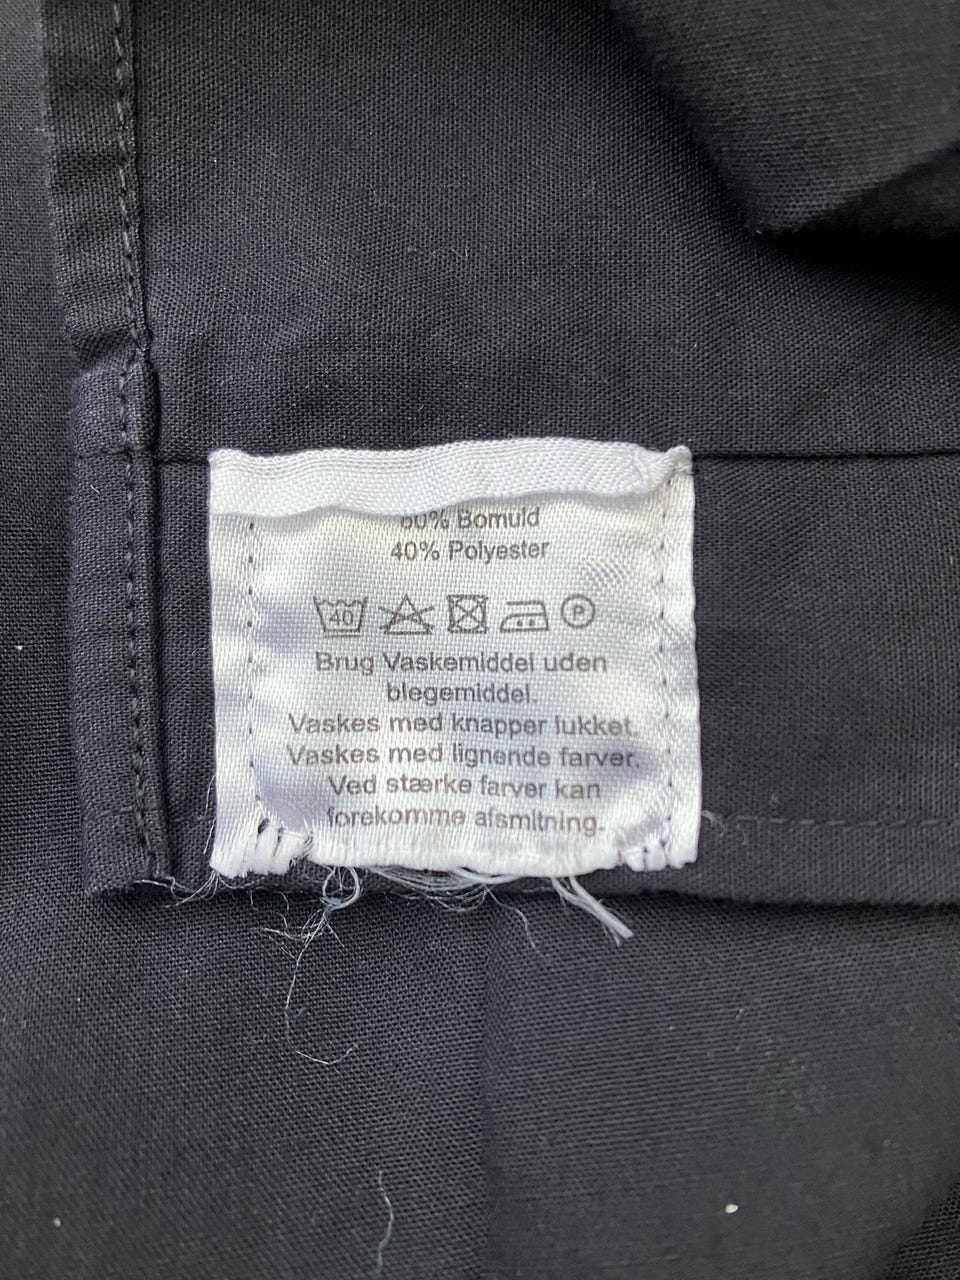 60% Bomuld
40% Polyester
40 P
Brug Vaskemiddel uden
blegemiddel.
Vaskes med knapper lukket.
Vaskes med lignende farver.
Ved stærke farver kan
forekomme afsmitning.